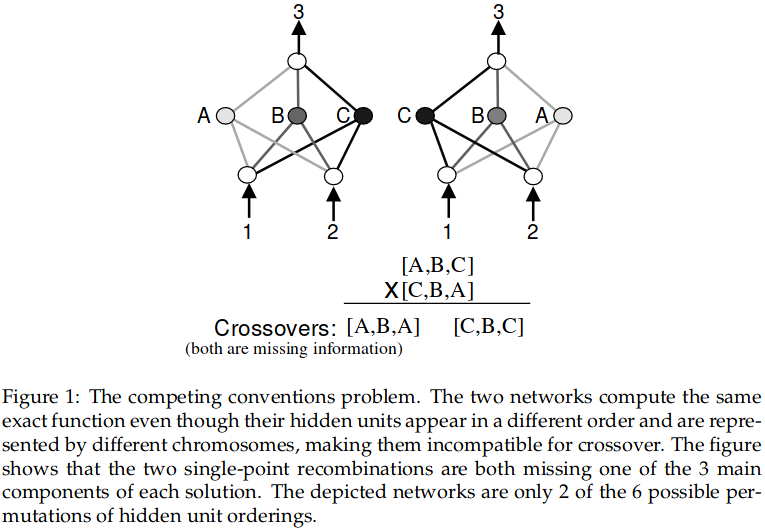 3 3
A B C C B A
1 2 1 2
[A,B,C]
X[C,B,A]
Crossovers: [A,B,A] [C,B,C]
(both are missing information)
Figure 1: The competing conventions problem. The two networks compute the same
exact function even though their hidden units appear in a different order and are repre-
sented by different chromosomes, making them incompatible for crossover. The figure
shows that the two single-point recombinations are both missing one of the 3 main
components of each solution. The depicted networks are only 2 of the 6 possible per-
mutations of hidden unit orderings.